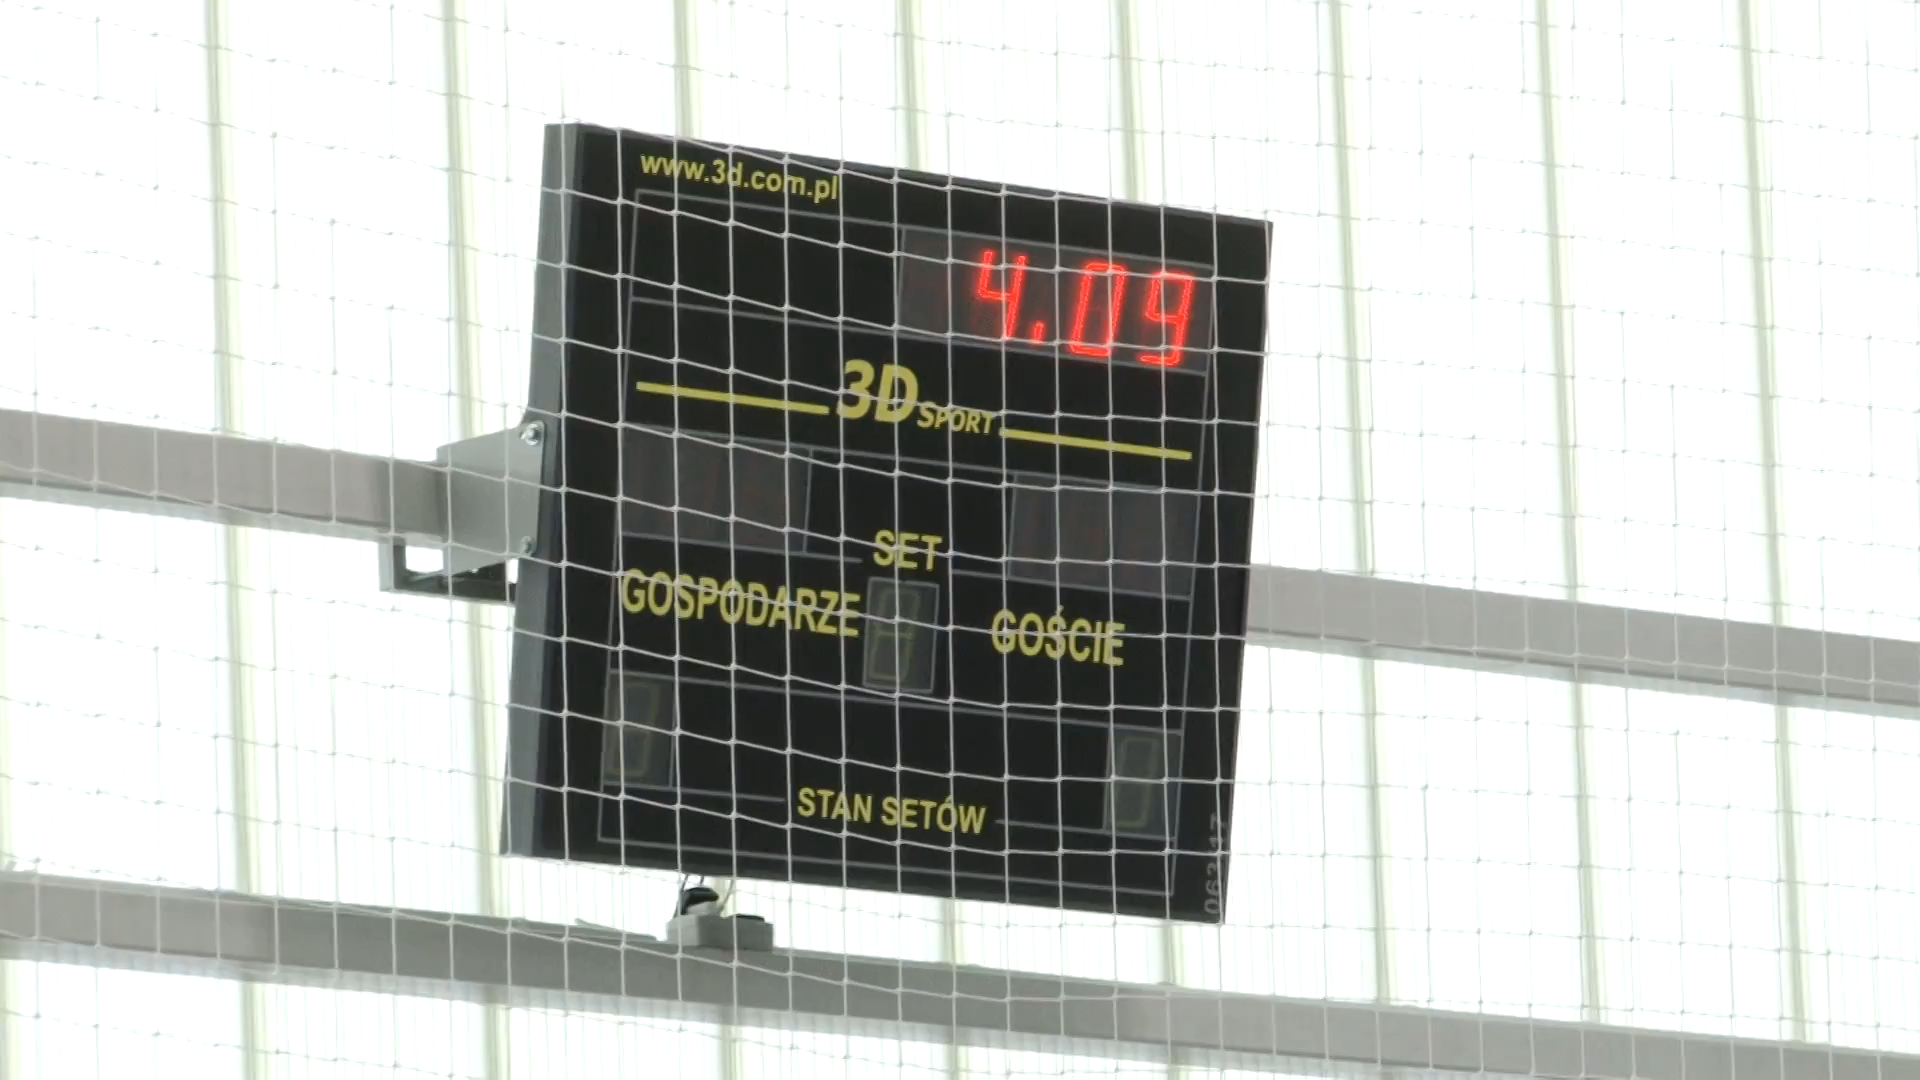 www.3d.com.pl
4.09
3D SPORT
SET
GOSPODARZE
GOŚCIE
STAN SETÓW